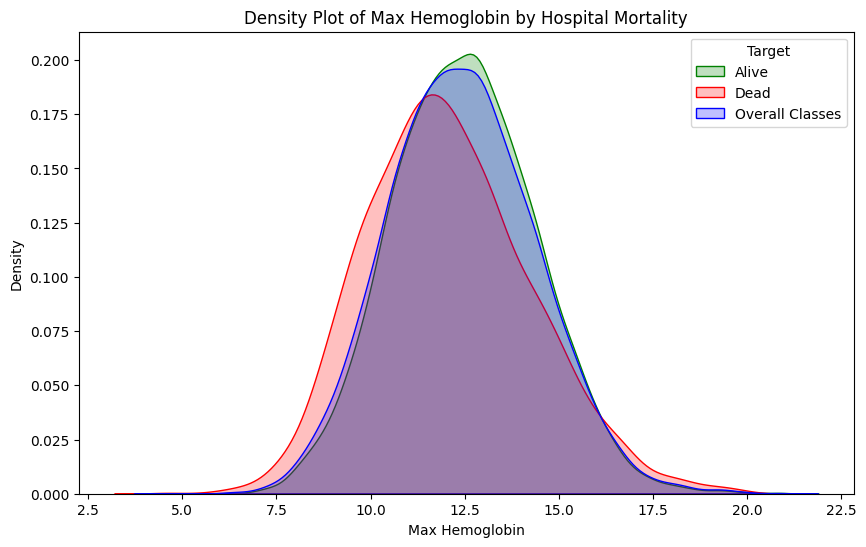 Density Plot of Max Hemoglobin by Hospital Mortality
Target
Alive
Dead
Overall Classes
0.200
0.175
0.150
0.125
0.100
0.075
0.050
0.025
0.000
Density
2.5 5.0 7.5 10.0 12.5 15.0 17.5 20.0 22.5
Max Hemoglobin